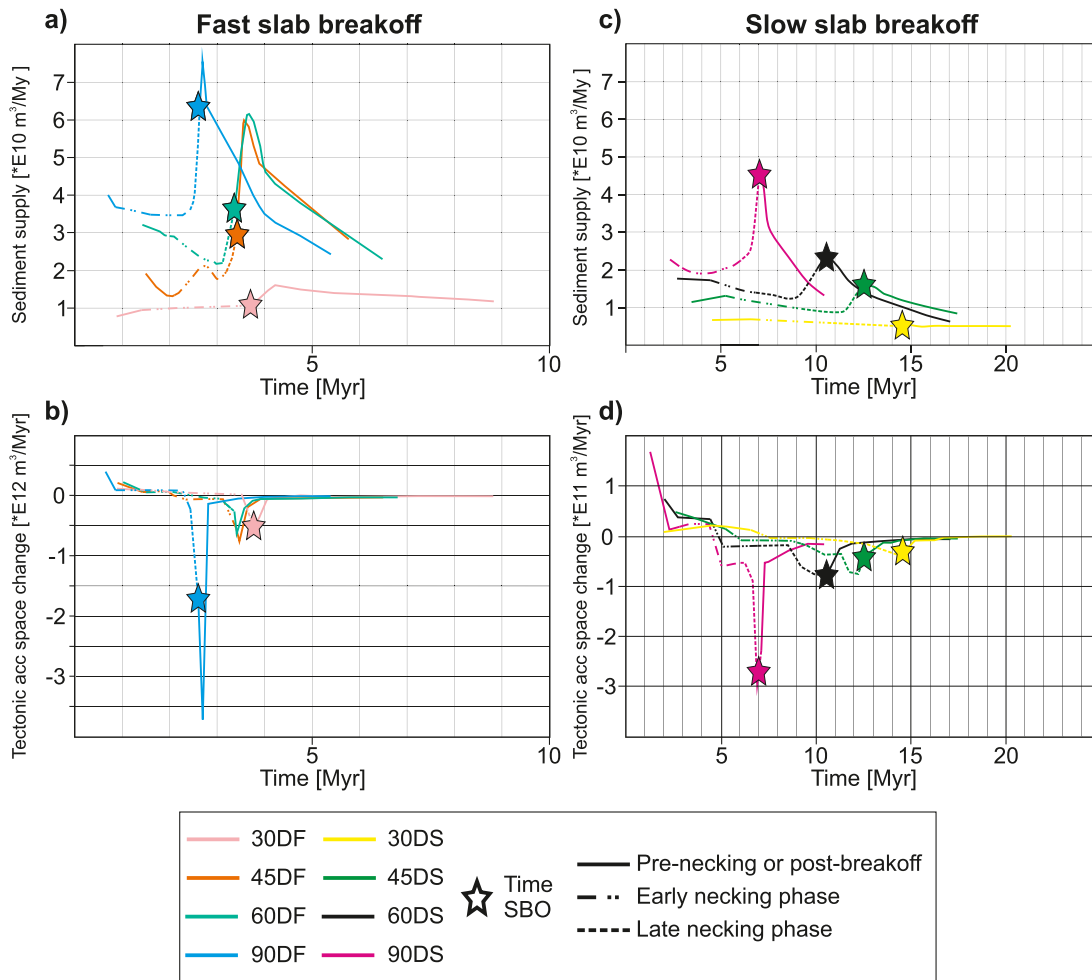 a) Fast slab breakoff
Sediment supply [*E10 m³/My]
7
6
5
4
3
2
1
5
10
Time [Myr]
c) Slow slab breakoff
Sediment supply [*E10 m³/My]
7
6
5
4
3
2
1
5
10
15
20
Time [Myr]
b)
Tectonic acc space change [*E12 m³/Myr]
0
-1
-2
-3
5
10
Time [Myr]
d)
Tectonic acc space change [*E11 m³/Myr]
1
0
-1
-2
-3
5
10
15
20
Time [Myr]
30DF
45DF
60DF
90DF
30DS
45DS
60DS
90DS
Time
SBO
Pre-necking or post-breakoff
Early necking phase
Late necking phase